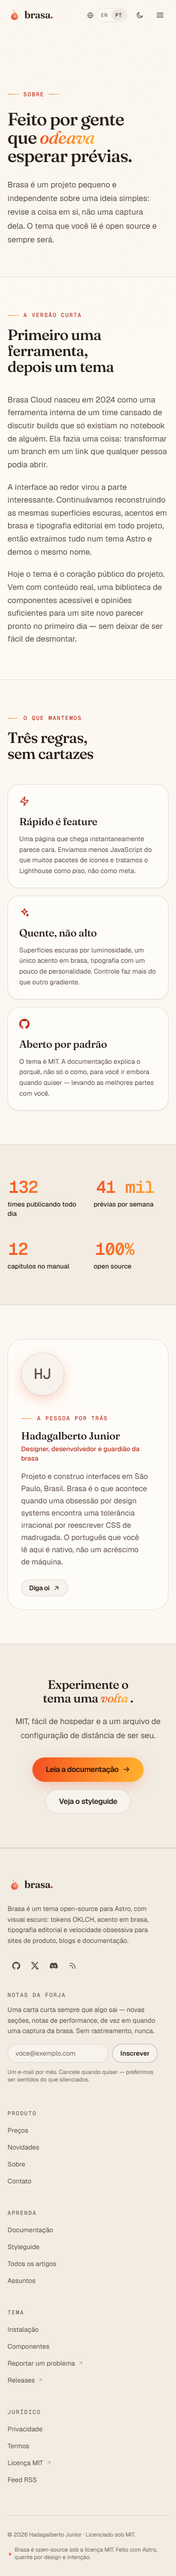 brasa.
EN PT
SOBRE
Feito por gente
que odeava
esperar prévias.
Brasa é um projeto pequeno e
independente sobre uma ideia simples:
revise a coisa em si, não uma captura
dela. O tema que você lê é open source e
sempre será.
A VERSÃO CURTA
Primeiro uma
ferramenta,
depois um tema
Brasa Cloud nasceu em 2024 como uma
ferramenta interna de um time cansado de
discutir builds que só existiam no notebook
de alguém. Ela fazia uma coisa: transformar
um branch em um link que qualquer pessoa
podia abrir.
A interface ao redor virou a parte
interessante. Continuávamos reconstruindo
as mesmas superfícies escuras, acentos em
brasa e tipografia editorial em todo projeto,
então extraímos tudo num tema Astro e
demos o mesmo nome.
Hoje o tema é o coração público do projeto.
Vem com conteúdo real, uma biblioteca de
componentes acessível e opiniões
suficientes para um site novo parecer
pronto no primeiro dia — sem deixar de ser
fácil de desmontar.
O QUE MANTEMOS
Três regras,
sem cartazes
Rápido é feature
Uma página que chega instantaneamente
parece cara. Enviamos menos JavaScript do
que muitos pacotes de ícones e tratamos o
Lighthouse como piso, não como meta.
Quente, não alto
Superfícies escuras por luminosidade, um
único acento em brasa, tipografia com um
pouco de personalidade. Controle faz mais do
que outro gradiente.
Aberto por padrão
O tema é MIT. A documentação explica o
porquê, não só o como, para você ir embora
quando quiser — levando as melhores partes
com você.
132
times publicando todo
dia
41 mil
prévias por semana
12
capítulos no manual
100%
open source
HJ
A PESSOA POR TRÁS
Hadagalberto Junior
Designer, desenvolvedor e guardião da
brasa
Projeto e construo interfaces em São
Paulo, Brasil. Brasa é o que acontece
quando uma obsessão por design
systems encontra uma tolerância
irracional por reescrever CSS de
madrugada. O português que você
lê aqui é nativo, não um acréscimo
de máquina.
Diga oi ↗
Experimente o
tema uma volta .
MIT, fácil de hospedar e a um arquivo de
configuração de distância de ser seu.
Leia a documentação →
Veja o styleguide
brasa.
Brasa é um tema open-source para Astro, com
visual escuro: tokens OKLCH, acento em brasa,
tipografia editorial e velocidade obsessiva para
sites de produto, blogs e documentação.
NOTAS DA FORJA
Uma carta curta sempre que algo sai — novas
seções, notas de performance, de vez em quando
uma captura da brasa. Sem rastreamento, nunca.
voce@exemplo.com
Inscrever
Um e-mail por mês. Cancele quando quiser — preferimos
ser sentidos do que silenciados.
PRODUTO
Preços
Novidades
Sobre
Contato
APRENDA
Documentação
Styleguide
Todos os artigos
Assuntos
TEMA
Instalação
Componentes
Reportar um problema ↗
Releases ↗
JURÍDICO
Privacidade
Termos
Licença MIT ↗
Feed RSS
© 2026 Hadagalberto Junior · Licenciado sob MIT.
Brasa é open-source sob a licença MIT. Feito com Astro,
quente por design e intenção.